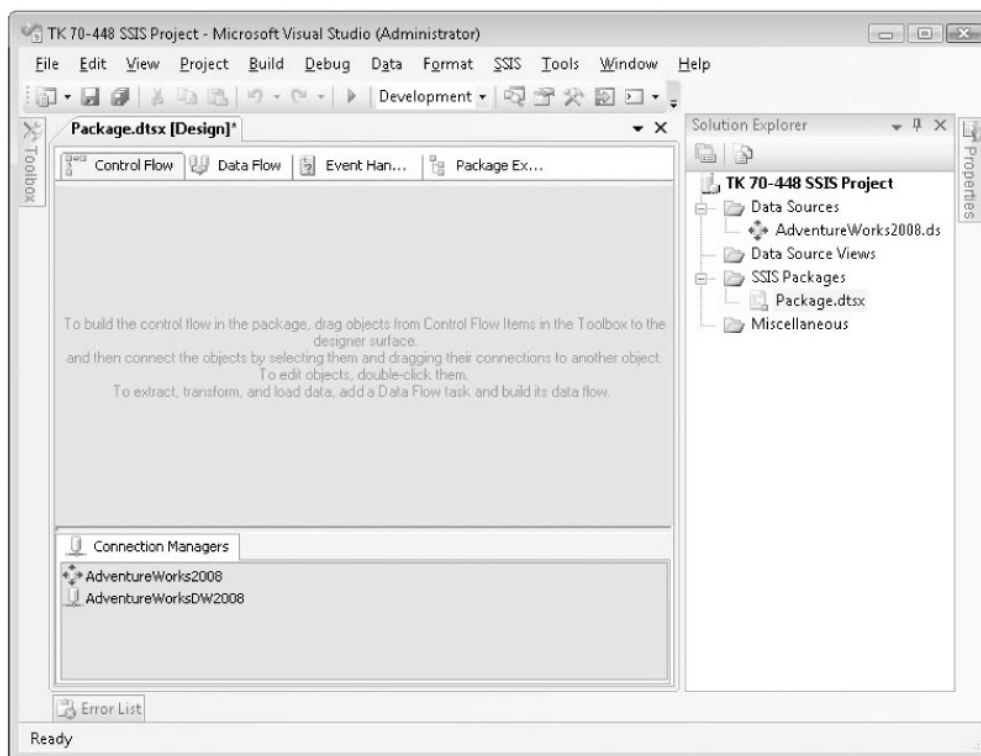 TK 70-448 SSIS Project - Microsoft Visual Studio (Administrator)
File Edit View Project Build Debug Data Format SSIS Tools Window Help
Development
Toolbox
Package.dtsx [Design]*
Control Flow
Data Flow
Event Han...
Package Ex...
To build the control flow in the package, drag objects from Control Flow Items in the Toolbox to the
designer surface.
and then connect the objects by selecting them and dragging their connections to another object.
To edit objects, double-click them.
To extract, transform, and load data, add a Data Flow task and build its data flow.
Connection Managers
AdventureWorks2008
AdventureWorksDW2008
Solution Explorer
TK 70-448 SSIS Project
Data Sources
AdventureWorks2008.ds
Data Source Views
SSIS Packages
Package.dtsx
Miscellaneous
Properties
Error List
Ready